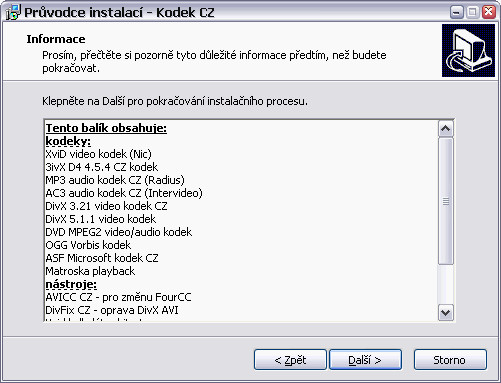 Průvodce instalací - Kodek CZ
Informace
Prosím, přečtěte si pozorně tyto důležité informace předtím, než budete
pokračovat.
Klepněte na Další pro pokračování instalačního procesu.
Tento balík obsahuje:
kodeky:
XviD video kodek (Nic)
3ivX D4 4.5.4 CZ kodek
MP3 audio kodek CZ (Radius)
AC3 audio kodek CZ (Intervideo)
DivX 3.21 video kodek CZ
DivX 5.1.1 video kodek
DVD MPEG2 video/audio kodek
OGG Vorbis kodek
ASF Microsoft kodek CZ
Matroska playback
nástroje:
AVICC CZ - pro změnu FourCC
DivFix CZ - oprava DivX AVI
< Zpět
Další >
Storno